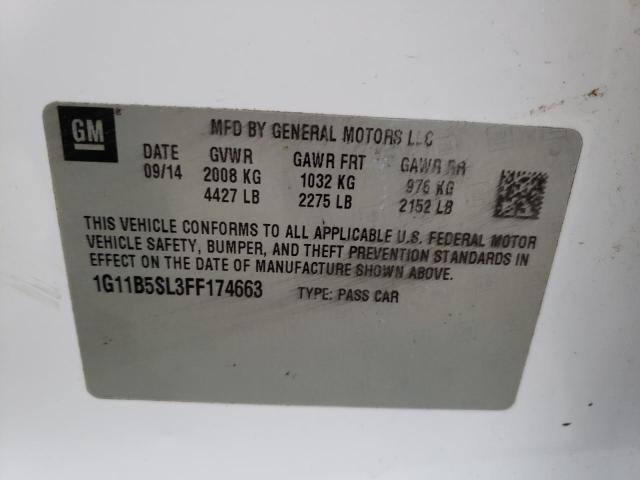 GM
MFD BY GENERAL MOTORS LLC
DATE GVWR GAWR FRT GAWR RR
09/14 2008 KG 1032 KG 976 KG
4427 LB 2275 LB 2152 LB
THIS VEHICLE CONFORMS TO ALL APPLICABLE U.S. FEDERAL MOTOR
VEHICLE SAFETY, BUMPER, AND THEFT PREVENTION STANDARDS IN
EFFECT ON THE DATE OF MANUFACTURE SHOWN ABOVE.
1G11B5SL3FF174663 TYPE: PASS CAR